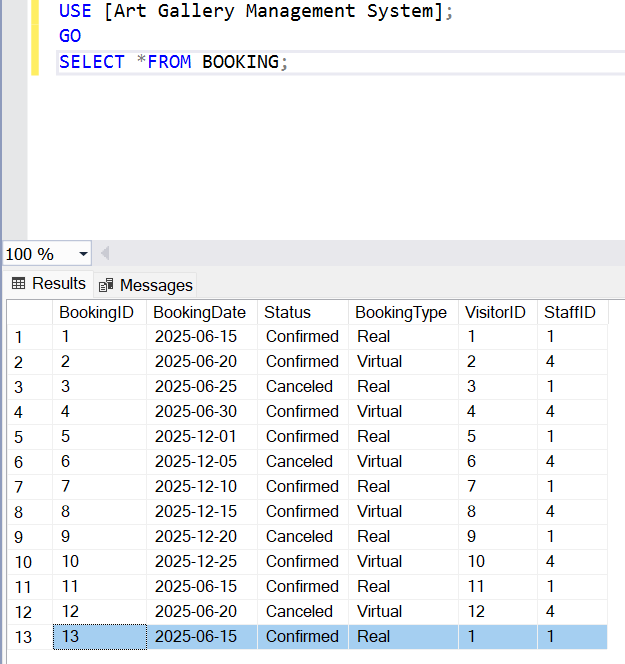 USE [Art Gallery Management System];
GO
SELECT *FROM BOOKING;
100 %
Results Messages
BookingID BookingDate Status BookingType VisitorID StaffID
1 1 2025-06-15 Confirmed Real 1 1
2 2 2025-06-20 Confirmed Virtual 2 4
3 3 2025-06-25 Canceled Real 3 1
4 4 2025-06-30 Confirmed Virtual 4 4
5 5 2025-12-01 Confirmed Real 5 1
6 6 2025-12-05 Canceled Virtual 6 4
7 7 2025-12-10 Confirmed Real 7 1
8 8 2025-12-15 Confirmed Virtual 8 4
9 9 2025-12-20 Canceled Real 9 1
10 10 2025-12-25 Confirmed Virtual 10 4
11 11 2025-06-15 Confirmed Real 11 1
12 12 2025-06-20 Canceled Virtual 12 4
13 13 2025-06-15 Confirmed Real 1 1